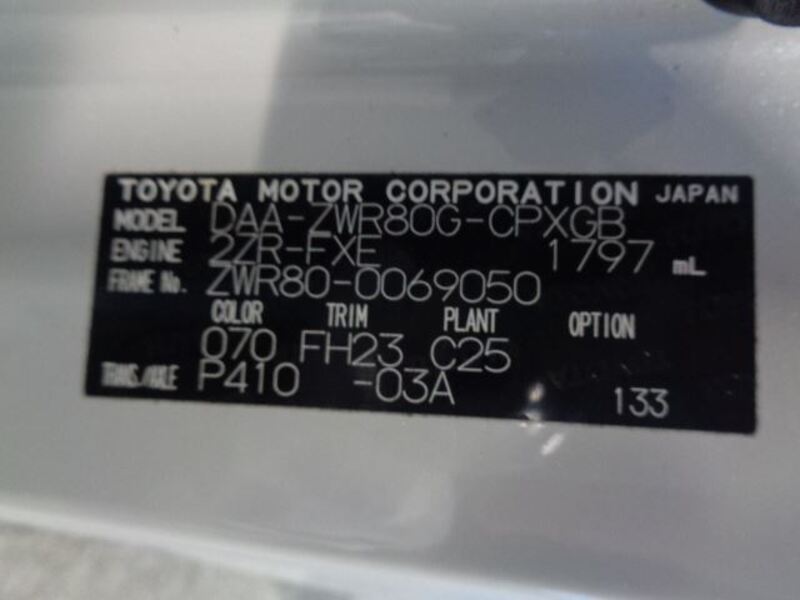 TOYOTA MOTOR CORPORATION JAPAN
MODEL DAA-ZWR80G-CPXGB
ENGINE 2ZR-FXE 1797 mL
FRAME No. ZWR80-0069050
COLOR TRIM PLANT OPTION
070 FH23 C25
TRANS./AXLE P410 -03A 133